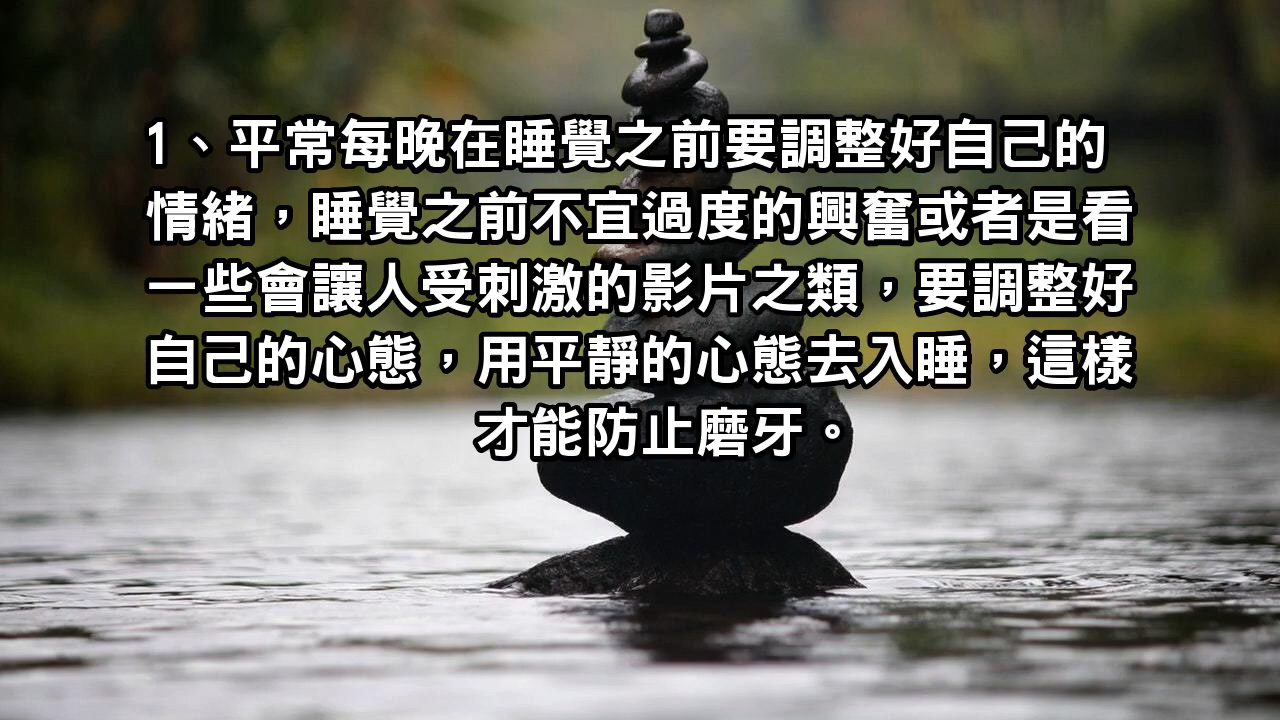 1、平常每晚在睡覺之前要調整好自己的
情緒，睡覺之前不宜過度的興奮或者是看
一些會讓人受刺激的影片之類，要調整好
自己的心態，用平靜的心態去入睡，這樣
才能防止磨牙。